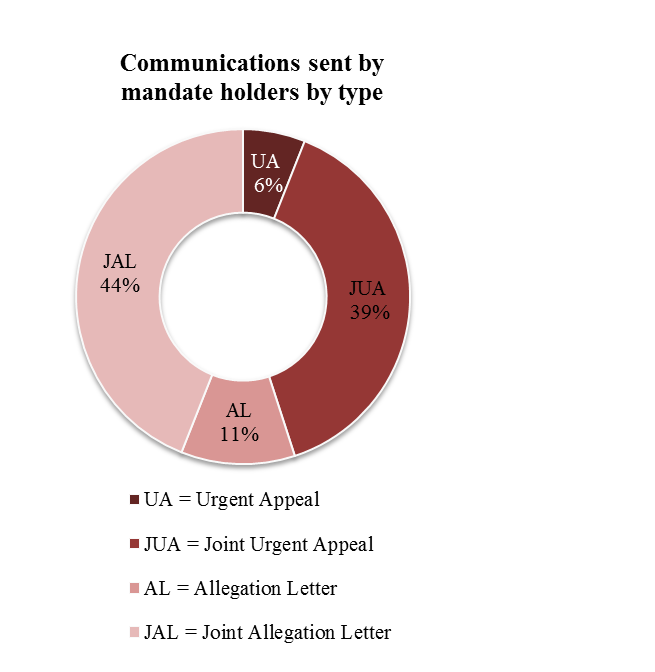 Communications sent by
mandate holders by type
UA
6%
JAL
44%
JUA
39%
AL
11%
UA = Urgent Appeal
JUA = Joint Urgent Appeal
AL = Allegation Letter
JAL = Joint Allegation Letter